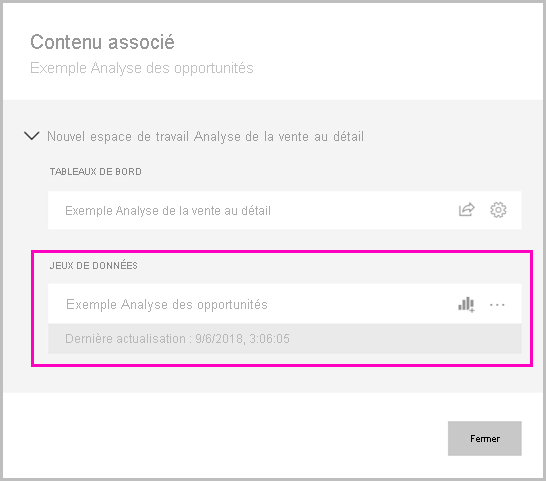 Contenu associé
Exemple Analyse des opportunités
Nouvel espace de travail Analyse de la vente au détail
TABLEAUX DE BORD
Exemple Analyse de la vente au détail
JEUX DE DONNÉES
Exemple Analyse des opportunités
Dernière actualisation : 9/6/2018, 3:06:05
Fermer